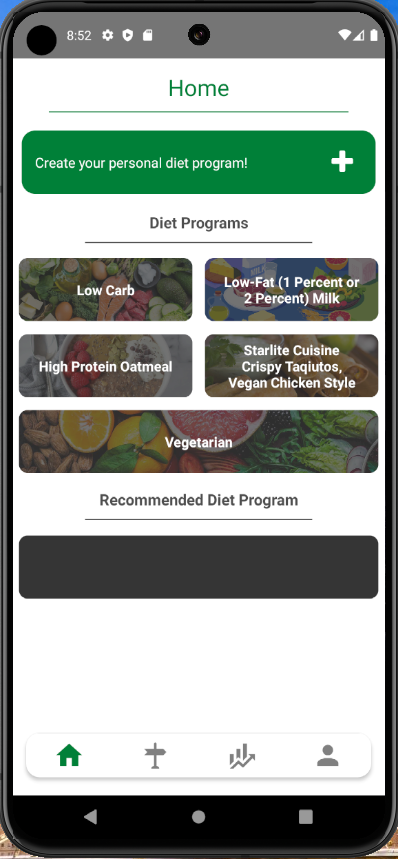 8:52
Home
Create your personal diet program!
Diet Programs
Low Carb
Low-Fat (1 Percent or
2 Percent) Milk
High Protein Oatmeal
Starlite Cuisine
Crispy Taqiutos,
Vegan Chicken Style
Vegetarian
Recommended Diet Program